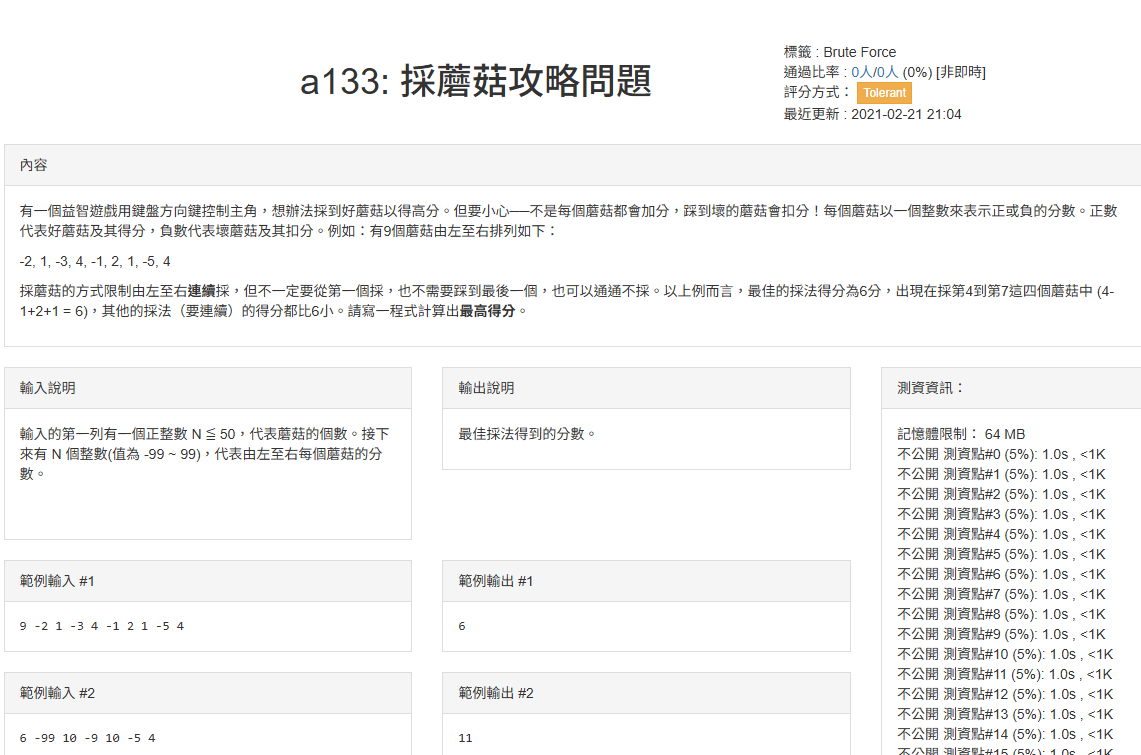 a133: 採蘑菇攻略問題
標籤 : Brute Force
通過比率 : 0人/0人 (0%) [非即時]
評分方式： Tolerant
最近更新 : 2021-02-21 21:04
內容
有一個益智遊戲用鍵盤方向鍵控制主角，想辦法採到好蘑菇以得高分。但要小心──不是每個蘑菇都會加分，踩到壞的蘑菇會扣分！每個蘑菇以一個整數來表示正或負的分數。正數
代表好蘑菇及其得分，負數代表壞蘑菇及其扣分。例如：有9個蘑菇由左至右排列如下：
-2, 1, -3, 4, -1, 2, 1, -5, 4
採蘑菇的方式限制由左至右連續採，但不一定要從第一個採，也不需要踩到最後一個，也可以通通不採。以上例而言，最佳的採法得分為6分，出現在採第4到第7這四個蘑菇中 (4-
1+2+1 = 6)，其他的採法（要連續）的得分都比6小。請寫一程式計算出最高得分。
輸入說明
輸入的第一列有一個正整數 N ≦ 50，代表蘑菇的個數。接下
來有 N 個整數(值為 -99 ~ 99)，代表由左至右每個蘑菇的分
數。
輸出說明
最佳採法得到的分數。
測資資訊：
記憶體限制： 64 MB
不公開 測資點#0 (5%): 1.0s , <1K
不公開 測資點#1 (5%): 1.0s , <1K
不公開 測資點#2 (5%): 1.0s , <1K
不公開 測資點#3 (5%): 1.0s , <1K
不公開 測資點#4 (5%): 1.0s , <1K
不公開 測資點#5 (5%): 1.0s , <1K
不公開 測資點#6 (5%): 1.0s , <1K
不公開 測資點#7 (5%): 1.0s , <1K
不公開 測資點#8 (5%): 1.0s , <1K
不公開 測資點#9 (5%): 1.0s , <1K
不公開 測資點#10 (5%): 1.0s , <1K
不公開 測資點#11 (5%): 1.0s , <1K
不公開 測資點#12 (5%): 1.0s , <1K
不公開 測資點#13 (5%): 1.0s , <1K
不公開 測資點#14 (5%): 1.0s , <1K
不公開 測資點#15 (5%): 1.0s , <1K
範例輸入 #1
9 -2 1 -3 4 -1 2 1 -5 4
範例輸出 #1
6
範例輸入 #2
6 -99 10 -9 10 -5 4
範例輸出 #2
11